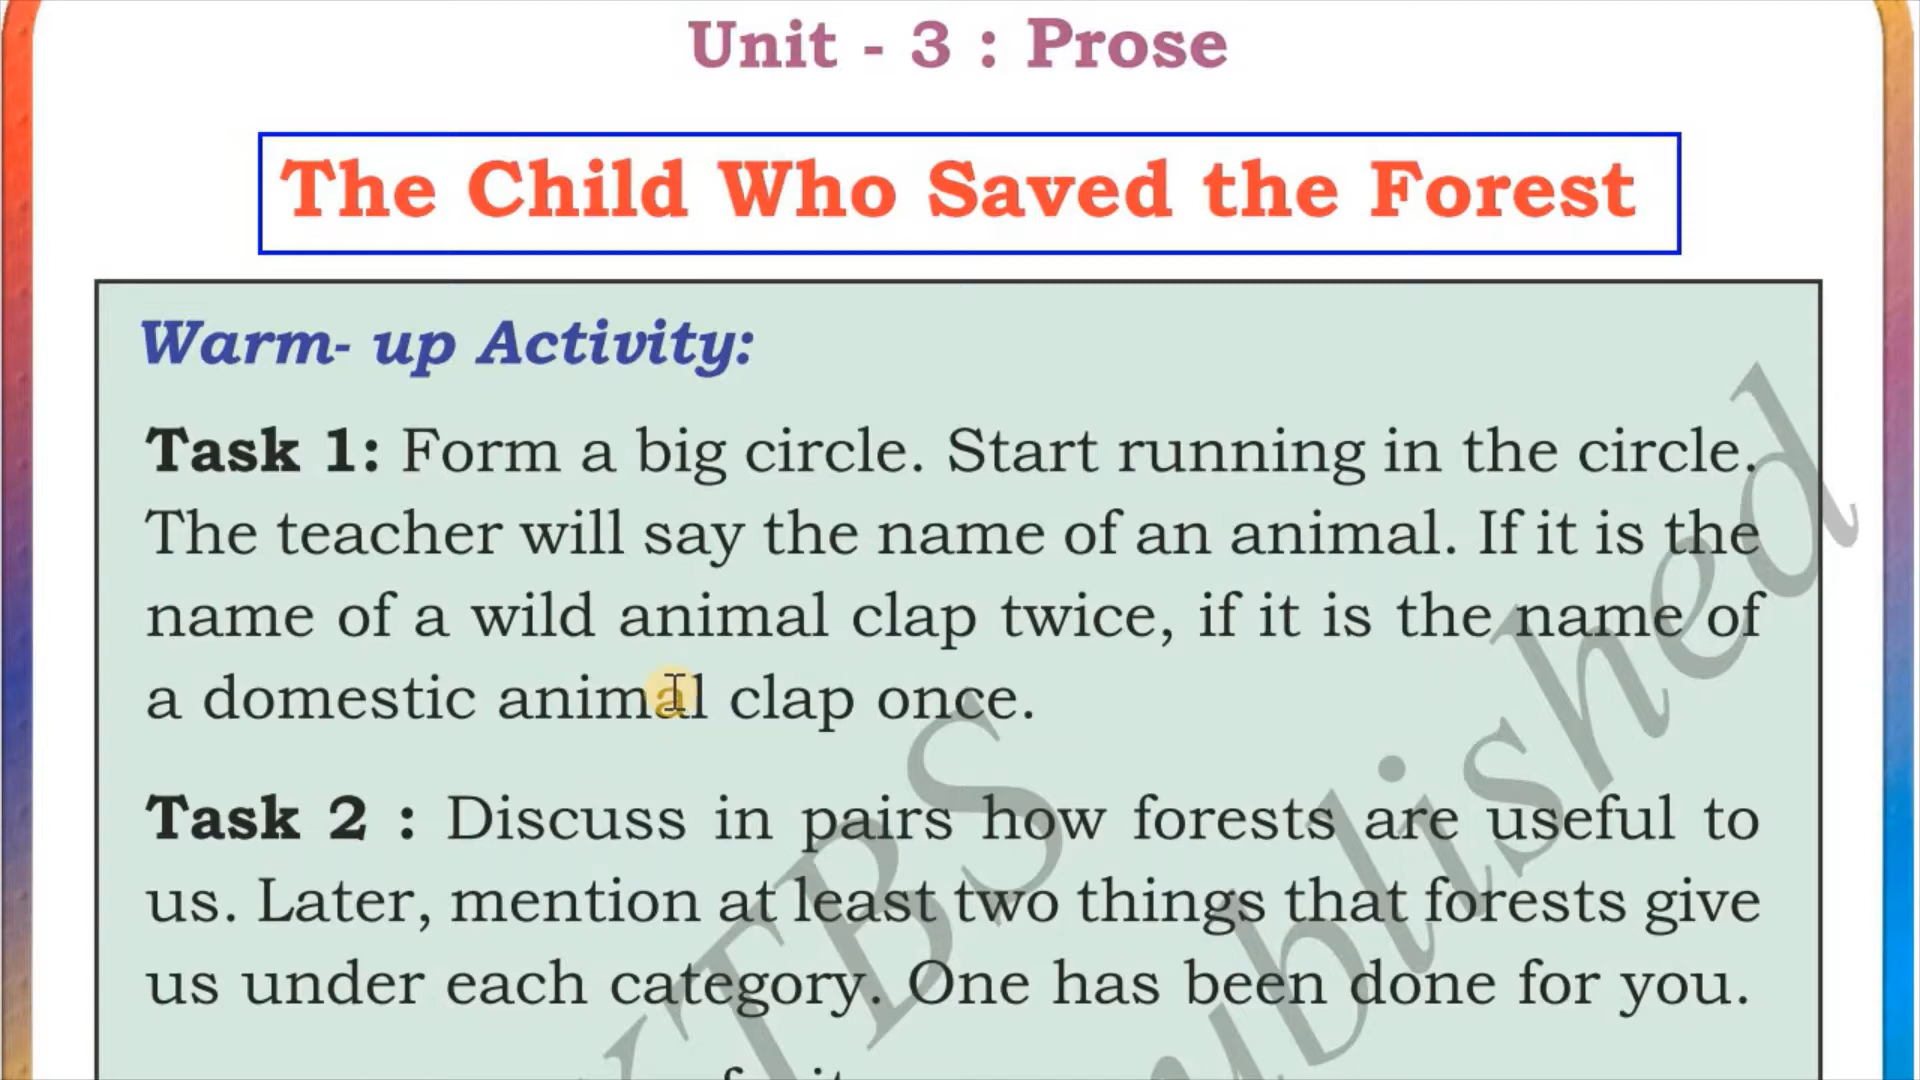 Unit - 3 : Prose
The Child Who Saved the Forest
Warm- up Activity:
Task 1: Form a big circle. Start running in the circle.
The teacher will say the name of an animal. If it is the
name of a wild animal clap twice, if it is the name of
a domestic animal clap once.
Task 2 : Discuss in pairs how forests are useful to
us. Later, mention at least two things that forests give
us under each category. One has been done for you.
KTBS